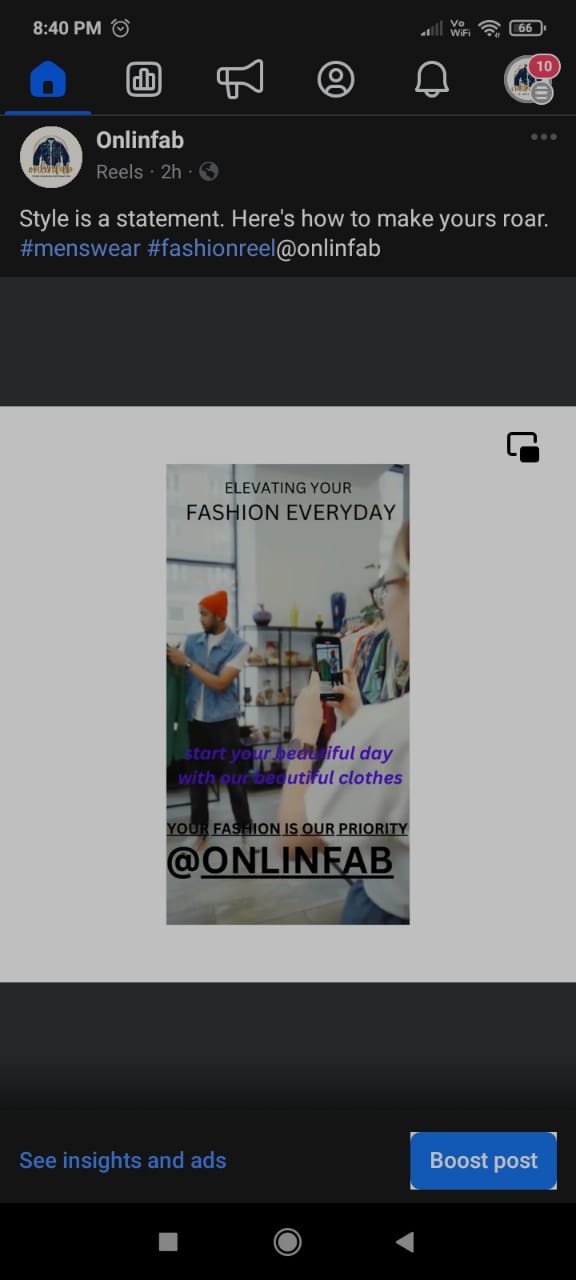 8:40 PM
Vo
WiFi
66
10
Onlinfab
Reels · 2h ·
Style is a statement. Here's how to make yours roar.
#menswear #fashionreel@onlinfab
ELEVATING YOUR
FASHION EVERYDAY
start your beautiful day
with our beautiful clothes
YOUR FASHION IS OUR PRIORITY
@ONLINFAB
See insights and ads
Boost post